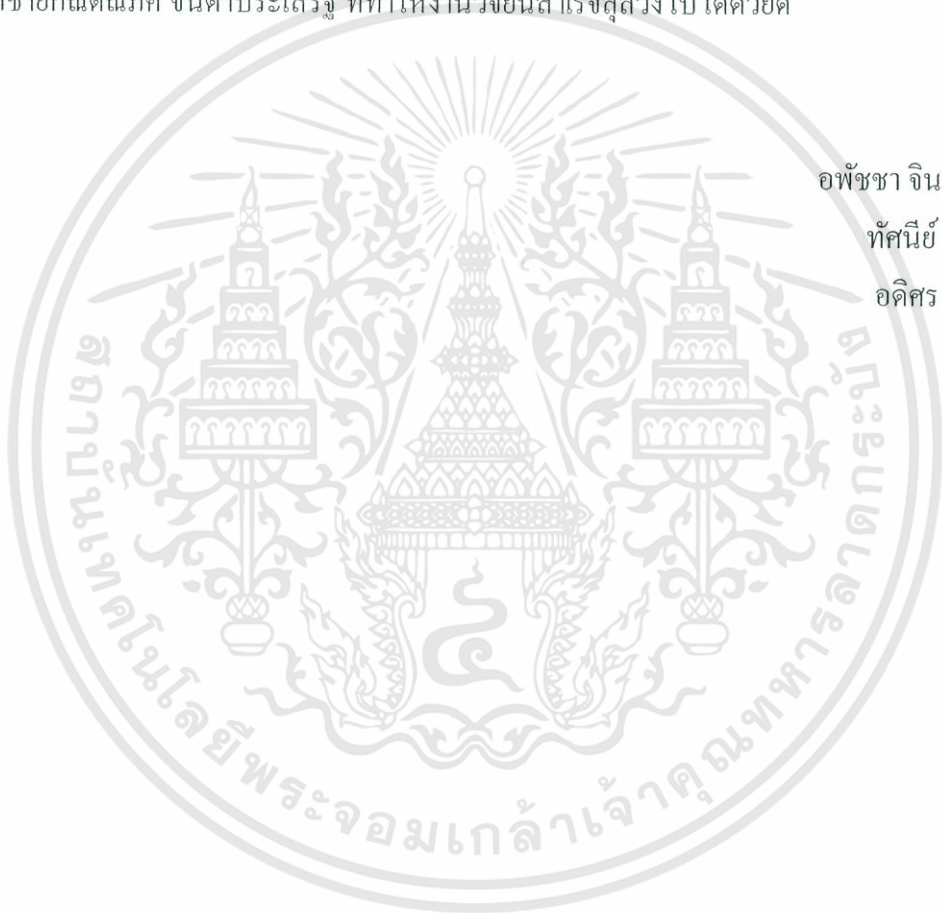 จินดาประเสริฐ ที่ทำให้งานวิจัยนี้สำเร็จลุล่วงไปได้ด้วยดี
อพัชชา จิน
ทัศนีย์
อดิศร
สถาบันเทคโนโลยีพระจอมเกล้าเจ้าคุณทหารลาดกระบัง
๔